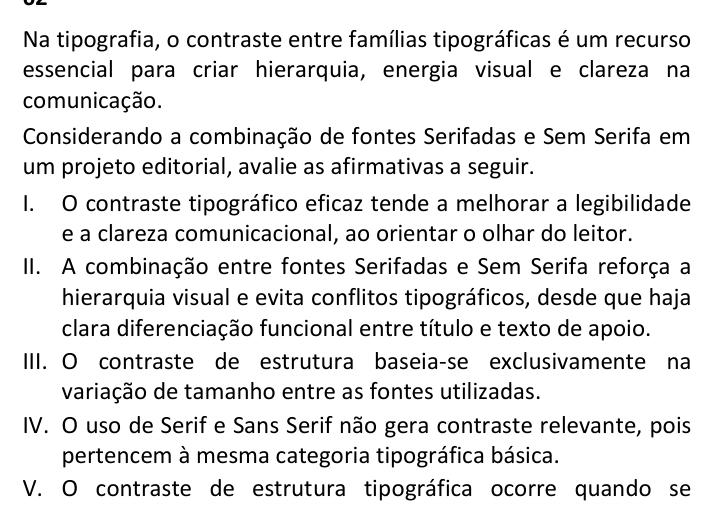 Na tipografia, o contraste entre famílias tipográficas é um recurso
essencial para criar hierarquia, energia visual e clareza na
comunicação.
Considerando a combinação de fontes Serifadas e Sem Serifa em
um projeto editorial, avalie as afirmativas a seguir.
I. O contraste tipográfico eficaz tende a melhorar a legibilidade
e a clareza comunicacional, ao orientar o olhar do leitor.
II. A combinação entre fontes Serifadas e Sem Serifa reforça a
hierarquia visual e evita conflitos tipográficos, desde que haja
clara diferenciação funcional entre título e texto de apoio.
III. O contraste de estrutura baseia-se exclusivamente na
variação de tamanho entre as fontes utilizadas.
IV. O uso de Serif e Sans Serif não gera contraste relevante, pois
pertencem à mesma categoria tipográfica básica.
V. O contraste de estrutura tipográfica ocorre quando se